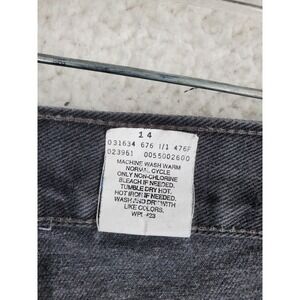 14
031634 676 1/1 476F
023961 0055002600
MACHINE WASH WARM
NORMAL CYCLE
ONLY NON-CHLORINE
BLEACH IF NEEDED.
TUMBLE DRY HOT.
HOT IRON IF NEEDED.
WASH AND DRY WITH
LIKE COLORS.
WPL 423